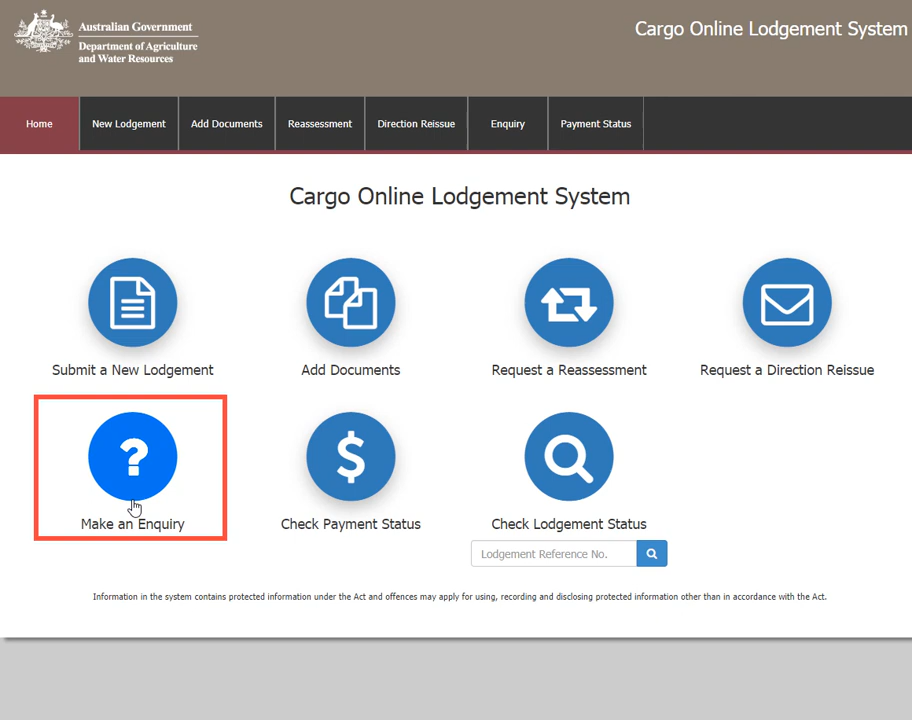 Australian Government
Department of Agriculture
and Water Resources
Cargo Online Lodgement System
Home
New Lodgement
Add Documents
Reassessment
Direction Reissue
Enquiry
Payment Status
Cargo Online Lodgement System
Submit a New Lodgement
Add Documents
Request a Reassessment
Request a Direction Reissue
?
$
Make an Enquiry
Check Payment Status
Check Lodgement Status
Lodgement Reference No.
Information in the system contains protected information under the Act and offences may apply for using, recording and disclosing protected information other than in accordance with the Act.